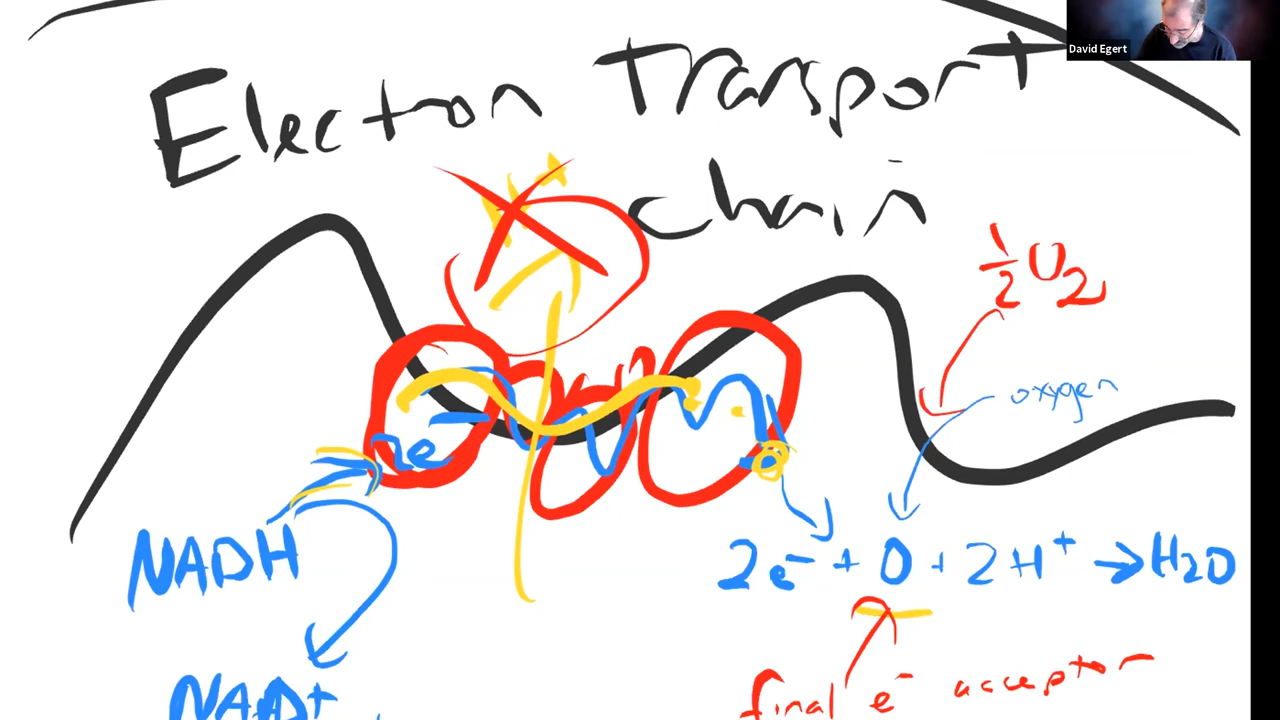 David Egert
Electron Transport
chain
½O2
oxygen
2e
NADH
2e- + O + 2H+ → H2O
NAD+
final e- acceptor